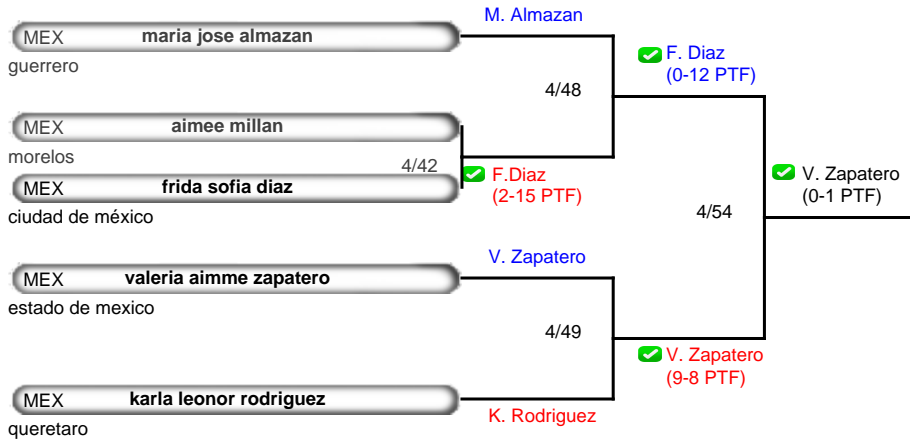 M. Almazan
MEX maria jose almazan
guerrero
4/48
F. Diaz
(0-12 PTF)
MEX aimee millan
morelos
4/42
F.Diaz
(2-15 PTF)
MEX frida sofia diaz
ciudad de méxico
V. Zapatero
(0-1 PTF)
4/54
V. Zapatero
MEX valeria aimme zapatero
estado de mexico
4/49
V. Zapatero
(9-8 PTF)
MEX karla leonor rodriguez
queretaro
K. Rodriguez